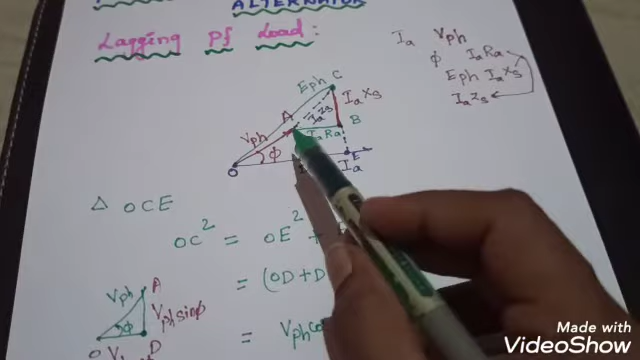 ALTERNATOR
Lagging Pf Load :
Ia Vph
φ IaRa
Eph IaXs
IaZs
Eph C
IaXs
A
IaZs
B
Vph
IaRa
φ
E
O
Ia
Δ OCE
OC² = OE² +
= (OD+D
Vph
A
φ
Vph sinφ
D
= Vph
Made with
VideoShow